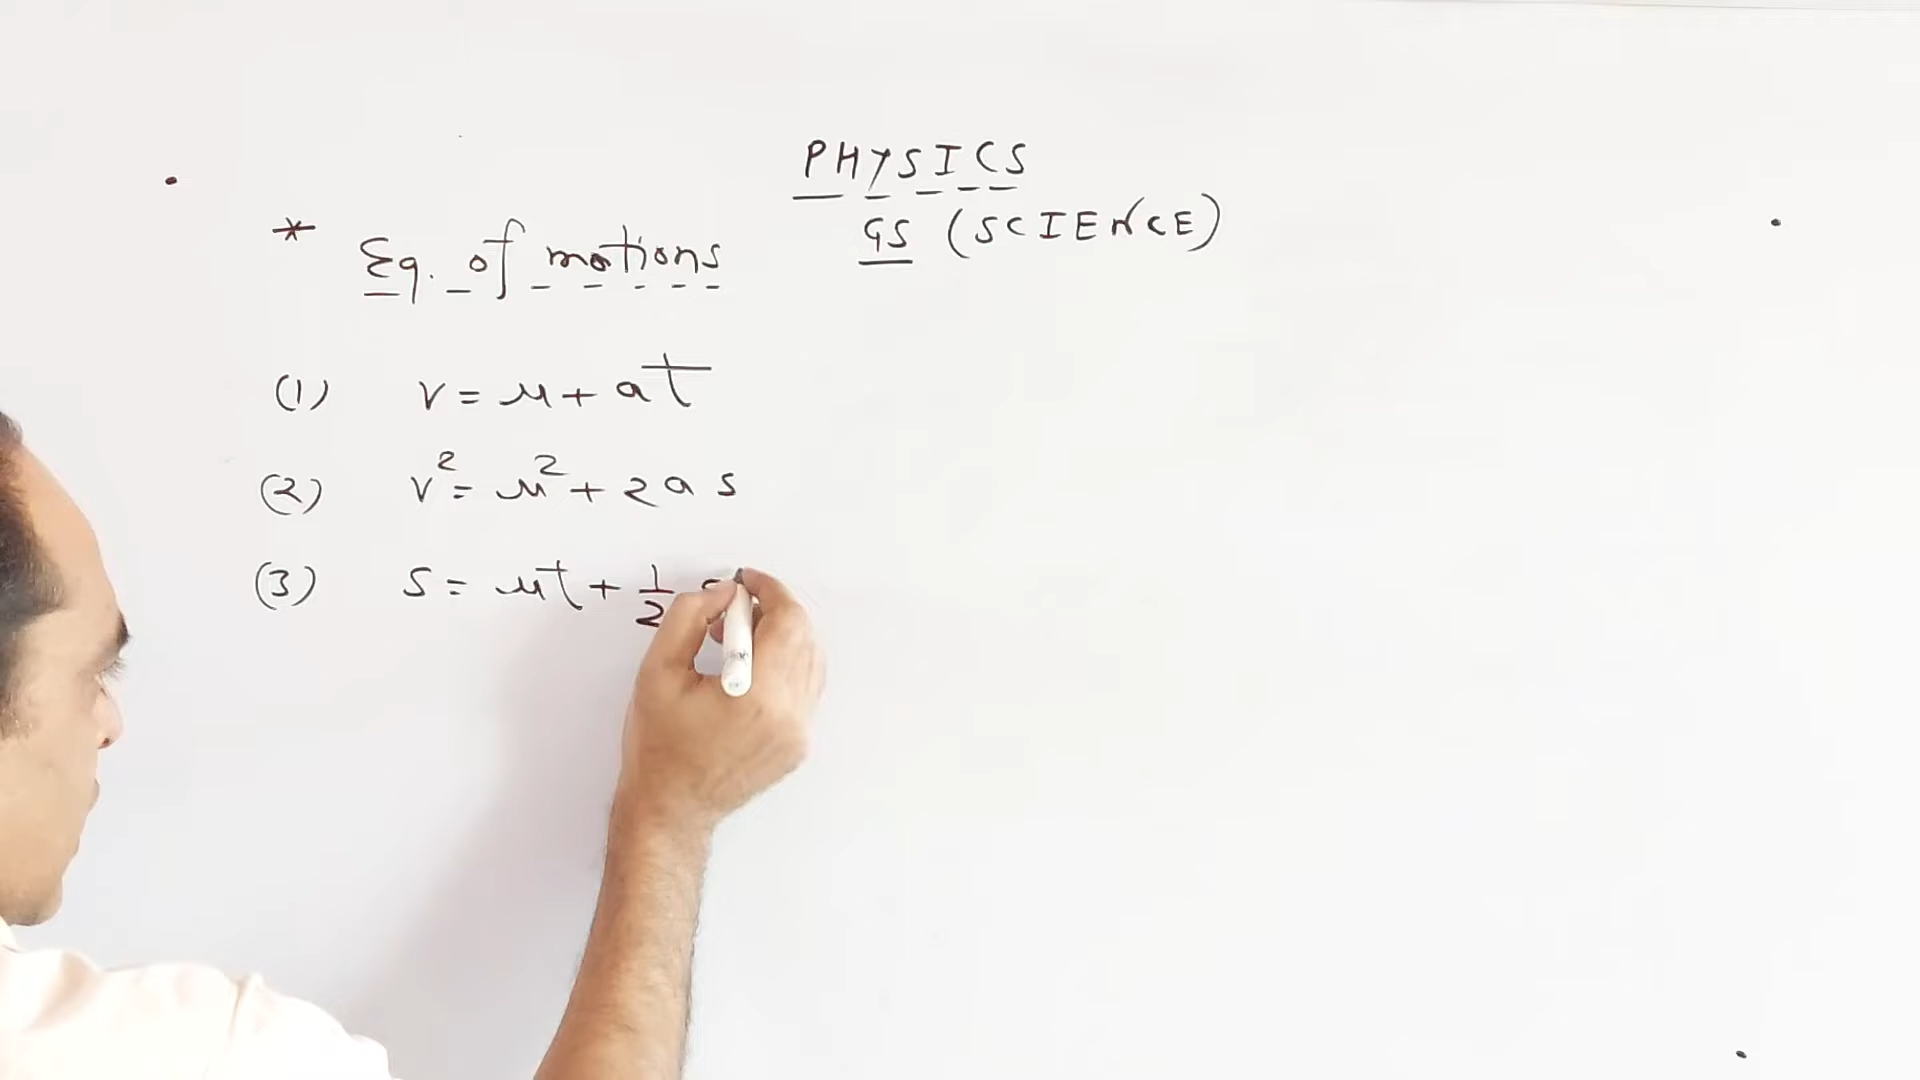 PHYSICS
GS (SCIENCE)
* Eq. of motions
(1) v = u + at
(2) v² = u² + 2as
(3) s = ut + 1/2